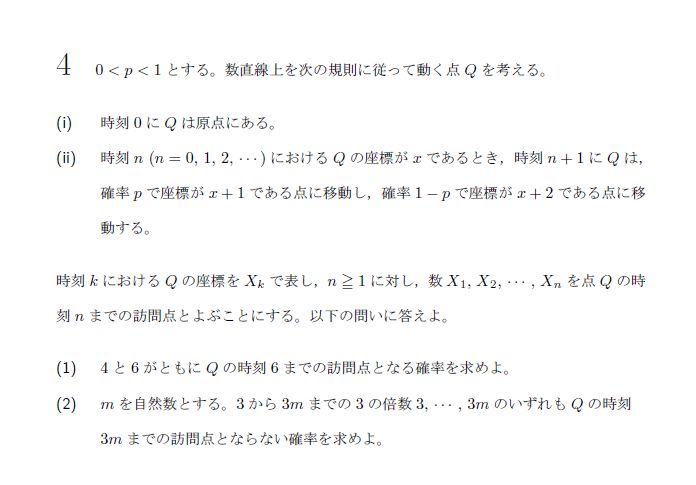 4 0 < p < 1 とする。数直線上を次の規則に従って動く点 Q を考える。
(i) 時刻 0 に Q は原点にある。
(ii) 時刻 n (n = 0, 1, 2, ⋯) における Q の座標が x であるとき，時刻 n + 1 に Q は，
確率 p で座標が x + 1 である点に移動し，確率 1 − p で座標が x + 2 である点に移
動する。
時刻 k における Q の座標を X_k で表し，n ≧ 1 に対し，数 X_1, X_2, ⋯ , X_n を点 Q の時
刻 n までの訪問点とよぶことにする。以下の問いに答えよ。
(1) 4 と 6 がともに Q の時刻 6 までの訪問点となる確率を求めよ。
(2) m を自然数とする。3 から 3m までの 3 の倍数 3, ⋯ , 3m のいずれも Q の時刻
3m までの訪問点とならない確率を求めよ。